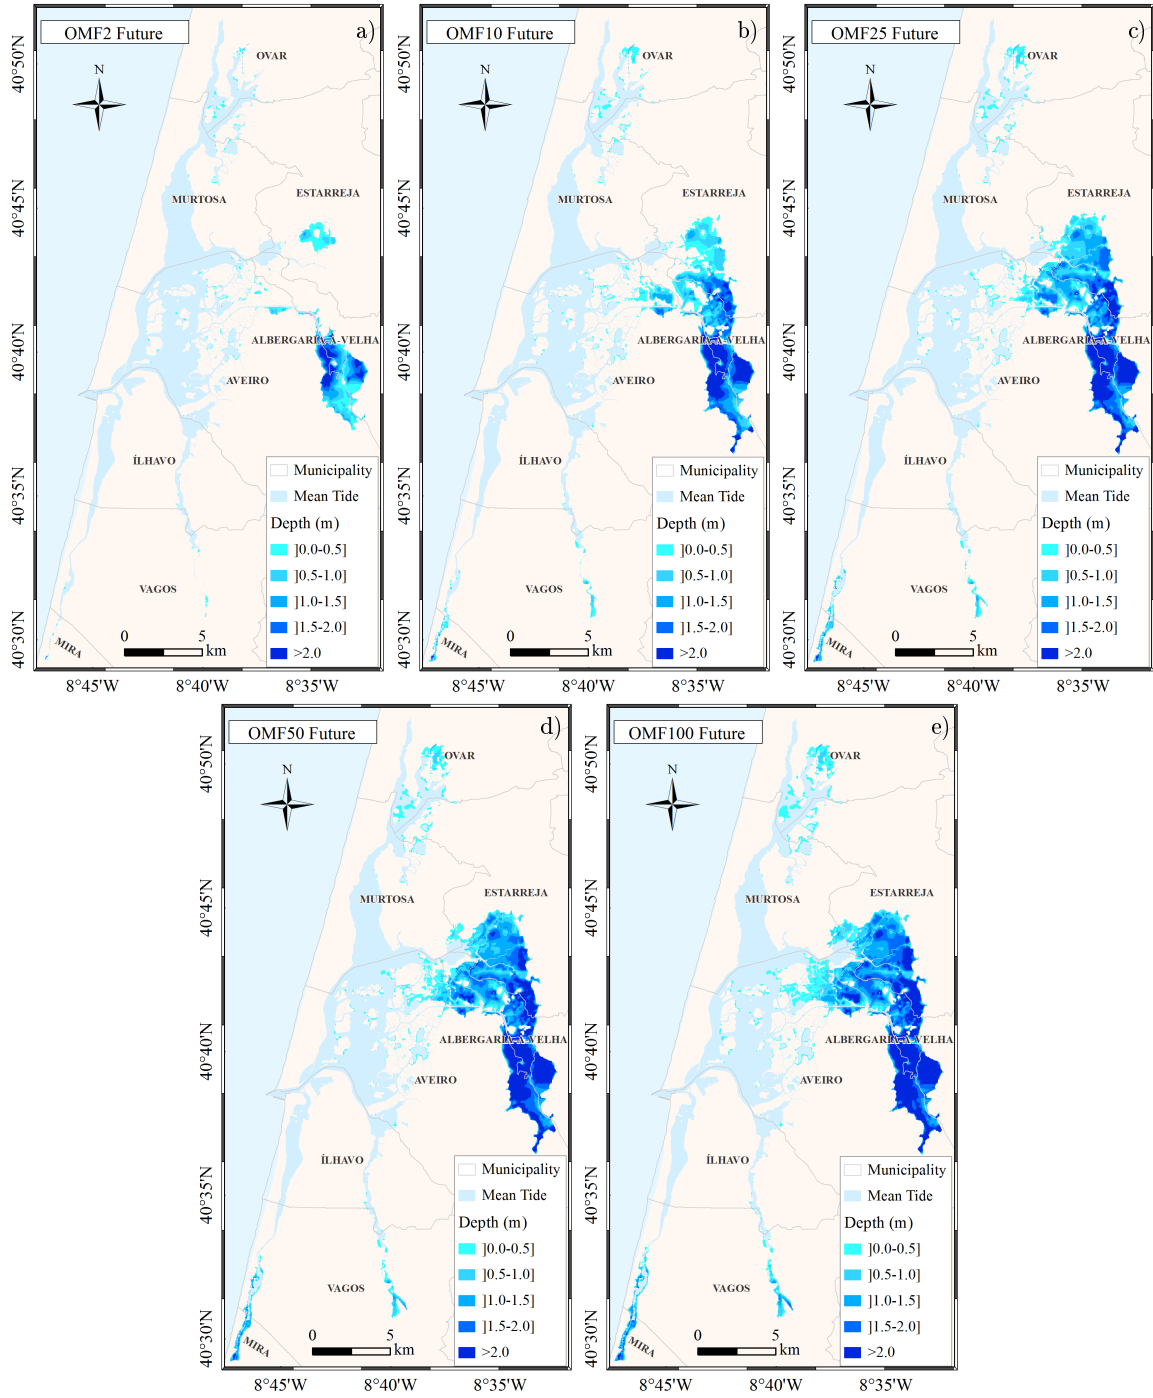 OMF2 Future
a)
40°50'N
40°45'N
40°40'N
40°35'N
40°30'N
N
OVAR
MURTOSA
ESTARREJA
ALBERGARIA-A-VELHA
AVEIRO
ÍLHAVO
VAGOS
MIRA
Municipality
Mean Tide
Depth (m)
]0.0-0.5]
]0.5-1.0]
]1.0-1.5]
]1.5-2.0]
>2.0
0 5
km
8°45'W 8°40'W 8°35'W
OMF10 Future
b)
40°50'N
40°45'N
40°40'N
40°35'N
40°30'N
N
OVAR
MURTOSA
ESTARREJA
ALBERGARIA-A-VELHA
AVEIRO
ÍLHAVO
VAGOS
MIRA
Municipality
Mean Tide
Depth (m)
]0.0-0.5]
]0.5-1.0]
]1.0-1.5]
]1.5-2.0]
>2.0
0 5
km
8°45'W 8°40'W 8°35'W
OMF25 Future
c)
40°50'N
40°45'N
40°40'N
40°35'N
40°30'N
N
OVAR
MURTOSA
ESTARREJA
ALBERGARIA-A-VELHA
AVEIRO
ÍLHAVO
VAGOS
MIRA
Municipality
Mean Tide
Depth (m)
]0.0-0.5]
]0.5-1.0]
]1.0-1.5]
]1.5-2.0]
>2.0
0 5
km
8°45'W 8°40'W 8°35'W
OMF50 Future
d)
40°50'N
40°45'N
40°40'N
40°35'N
40°30'N
N
OVAR
MURTOSA
ESTARREJA
ALBERGARIA-A-VELHA
AVEIRO
ÍLHAVO
VAGOS
MIRA
Municipality
Mean Tide
Depth (m)
]0.0-0.5]
]0.5-1.0]
]1.0-1.5]
]1.5-2.0]
>2.0
0 5
km
8°45'W 8°40'W 8°35'W
OMF100 Future
e)
40°50'N
40°45'N
40°40'N
40°35'N
40°30'N
N
OVAR
MURTOSA
ESTARREJA
ALBERGARIA-A-VELHA
AVEIRO
ÍLHAVO
VAGOS
MIRA
Municipality
Mean Tide
Depth (m)
]0.0-0.5]
]0.5-1.0]
]1.0-1.5]
]1.5-2.0]
>2.0
0 5
km
8°45'W 8°40'W 8°35'W